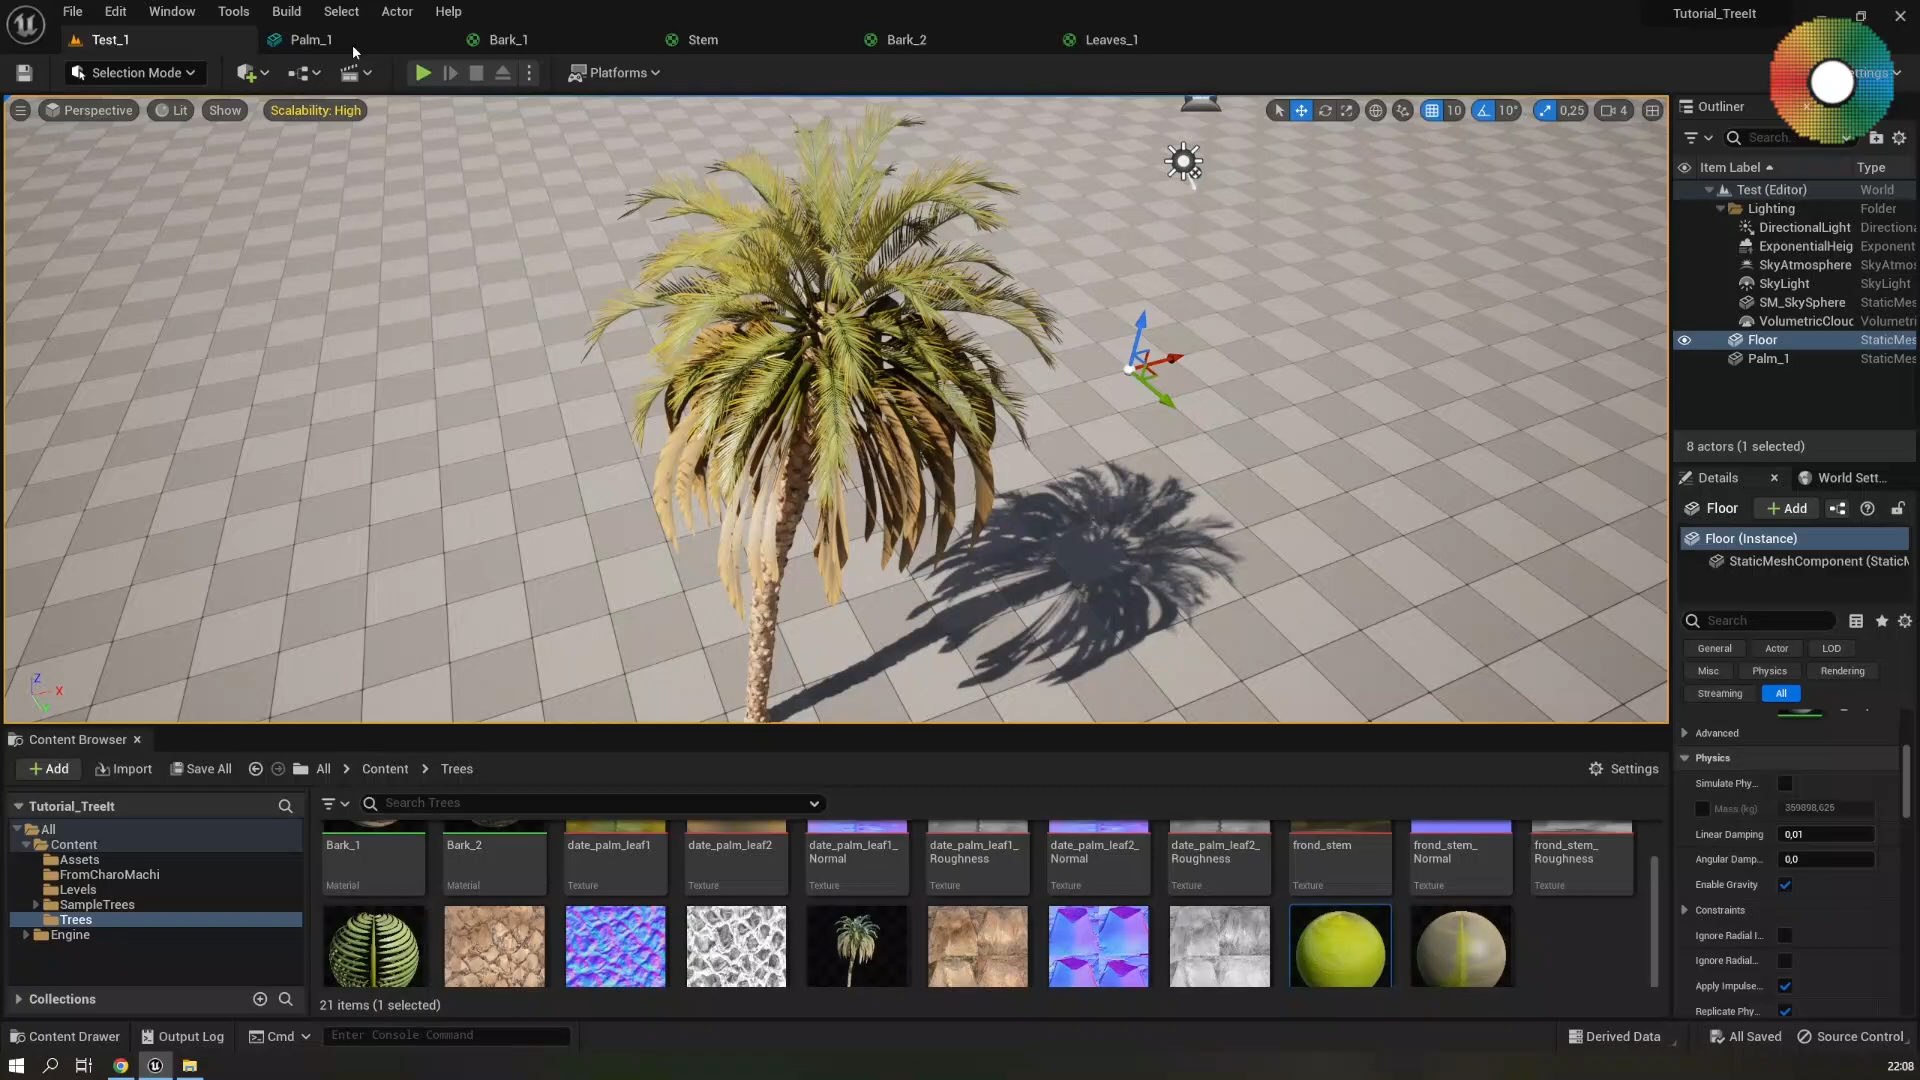 File Edit Window Tools Build Select Actor Help
Tutorial_TreeIt
Test_1 Palm_1 Bark_1 Stem Bark_2 Leaves_1
Selection Mode Platforms
Perspective Lit Show Scalability: High 10 10° 0,25 4
Outliner
Search...
Item Label Type
Test (Editor) World
Lighting Folder
DirectionalLight Directiona
ExponentialHeig Exponent
SkyAtmosphere SkyAtmos
SkyLight SkyLight
SM_SkySphere StaticMes
VolumetricClouc Volumetri
Floor StaticMes
Palm_1 StaticMes
8 actors (1 selected)
Details World Sett...
Floor Add
Floor (Instance)
StaticMeshComponent (StaticM
Search
General Actor LOD
Misc Physics Rendering
Streaming All
Advanced
Physics
Simulate Phy...
Mass (kg) 359898,625
Linear Damping 0,01
Angular Damp... 0,0
Enable Gravity
Constraints
Ignore Radial I...
Ignore Radial...
Apply Impulse...
Replicate Phy...
Z
X
Content Browser
Add Import Save All All Content Trees Settings
Tutorial_TreeIt
Search Trees
All
Content
Assets
FromCharoMachi
Levels
SampleTrees
Trees
Engine
Collections
Bark_1
Material
Bark_2
Material
date_palm_leaf1
Texture
date_palm_leaf2
Texture
date_palm_leaf1_
Normal
Texture
date_palm_leaf1_
Roughness
Texture
date_palm_leaf2_
Normal
Texture
date_palm_leaf2_
Roughness
Texture
frond_stem
Texture
frond_stem_
Normal
Texture
frond_stem_
Roughness
Texture
21 items (1 selected)
Content Drawer Output Log Cmd Enter Console Command Derived Data All Saved Source Control
22:08